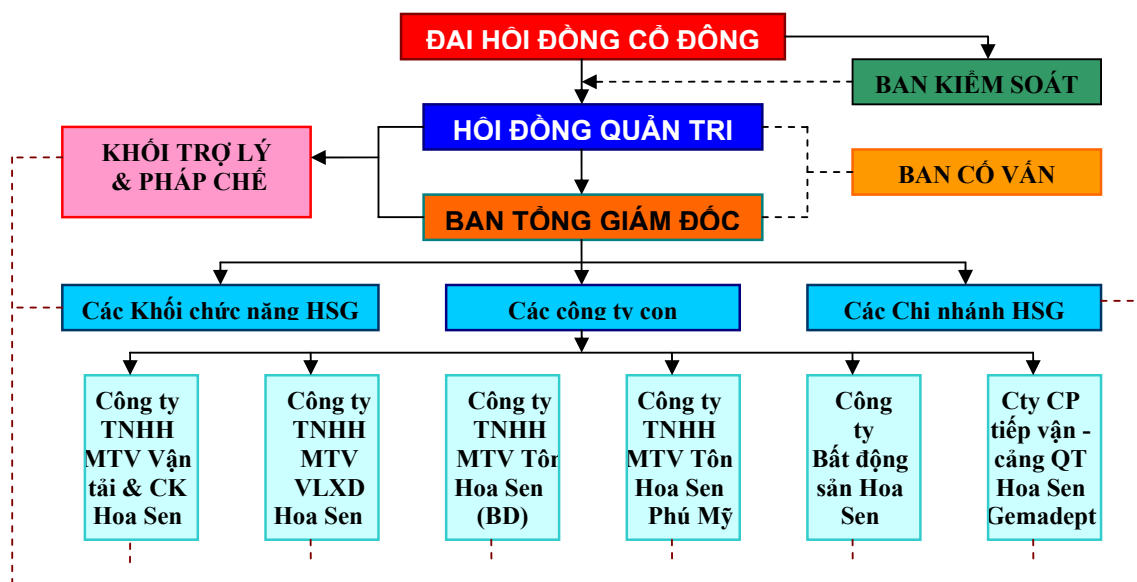 ĐAI HÔI ĐỒNG CỔ ĐÔNG
BAN KIỂM SOÁT
HÔI ĐỒNG QUẢN TRI
KHỐI TRỢ LÝ
& PHÁP CHẾ
BAN CỐ VẤN
BAN TỔNG GIÁM ĐỐC
Các Khối chức năng HSG
Các công ty con
Các Chi nhánh HSG
Công ty
TNHH
MTV Vận
tải & CK
Hoa Sen
Công ty
TNHH
MTV
VLXD
Hoa Sen
Công ty
TNHH
MTV Tôn
Hoa Sen
(BD)
Công ty
TNHH
MTV Tôn
Hoa Sen
Phú Mỹ
Công
ty
Bất động
sản Hoa
Sen
Cty CP
tiếp vận -
cảng QT
Hoa Sen
Gemadept